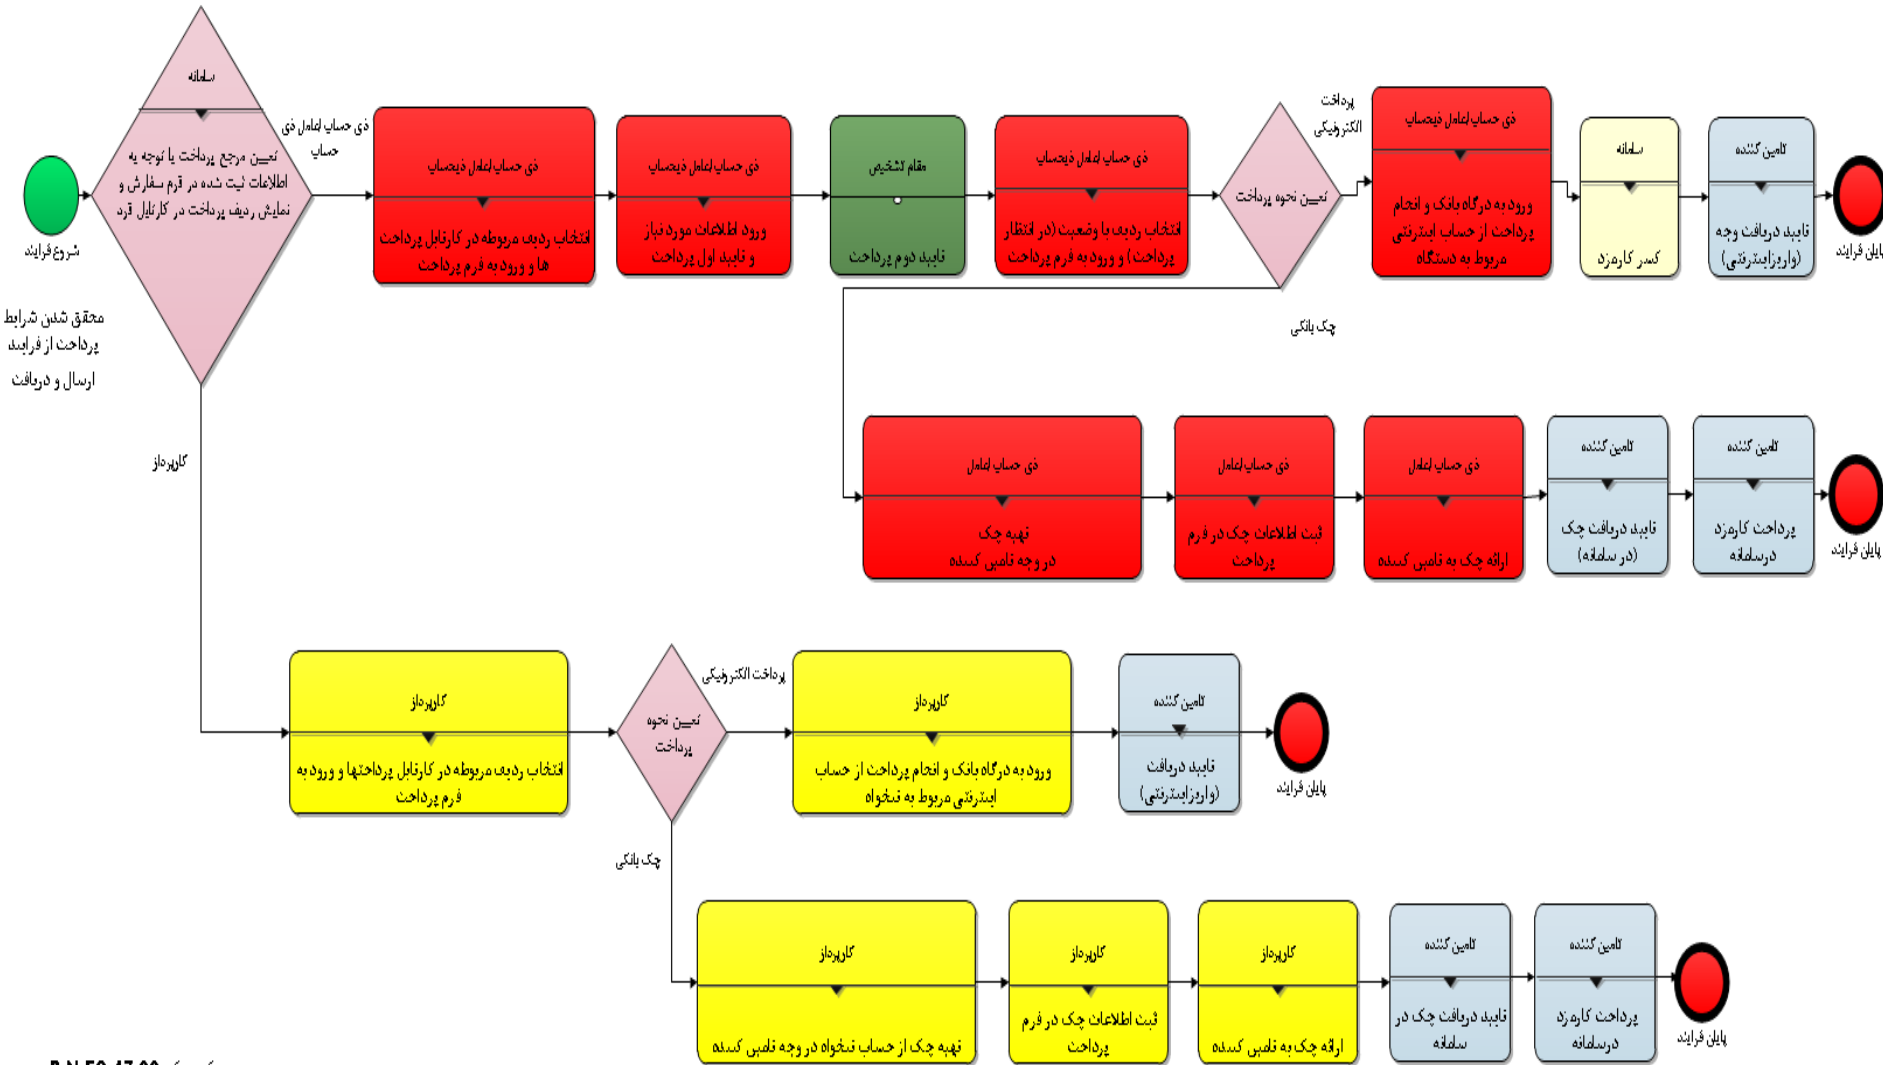 سامانه
تعیین مرجع پرداخت با توجه به
اطلاعات ثبت شده در فرم سفارش و
نمایش ردیف پرداخت در کارتابل فرد
شروع فرایند
محقق شدن شرایط
پرداخت از فرایند
ارسال و دریافت
ذی حساب/عامل ذی
حساب
ذی حساب/عامل ذیحساب
انتخاب ردیف مربوطه در کارتابل پرداخت
ها و ورود به فرم پرداخت
ذی حساب/عامل ذیحساب
ورود اطلاعات مورد نیاز
و تایید اول پرداخت
مقام تشخیص
تایید دوم پرداخت
ذی حساب/عامل ذیحساب
انتخاب ردیف با وضعیت (در انتظار
پرداخت) و ورود به فرم پرداخت
تعیین نحوه پرداخت
پرداخت
الکترونیکی
ذی حساب/عامل ذیحساب
ورود به درگاه بانک و انجام
پرداخت از حساب اینترنتی
مربوط به دستگاه
سامانه
کسر کارمزد
تامین کننده
تایید دریافت وجه
(واریزاینترنتی)
پایان فرایند
چک بانکی
ذی حساب/عامل
تهیه چک
در وجه تامین کننده
ذی حساب/عامل
ثبت اطلاعات چک در فرم
پرداخت
ذی حساب/عامل
ارائه چک به تامین کننده
تامین کننده
تایید دریافت چک
(در سامانه)
تامین کننده
پرداخت کارمزد
درسامانه
پایان فرایند
کارپرداز
کارپرداز
انتخاب ردیف مربوطه در کارتابل پرداختها و ورود به
فرم پرداخت
تعیین نحوه
پرداخت
پرداخت الکترونیکی
کارپرداز
ورود به درگاه بانک و انجام پرداخت از حساب
اینترنتی مربوط به تنخواه
تامین کننده
تایید دریافت
(واریزاینترنتی)
پایان فرایند
چک بانکی
کارپرداز
تهیه چک از حساب تنخواه در وجه تامین کننده
کارپرداز
ثبت اطلاعات چک در فرم
پرداخت
کارپرداز
ارائه چک به تامین کننده
تامین کننده
تایید دریافت چک در
سامانه
تامین کننده
پرداخت کارمزد
درسامانه
پایان فرایند